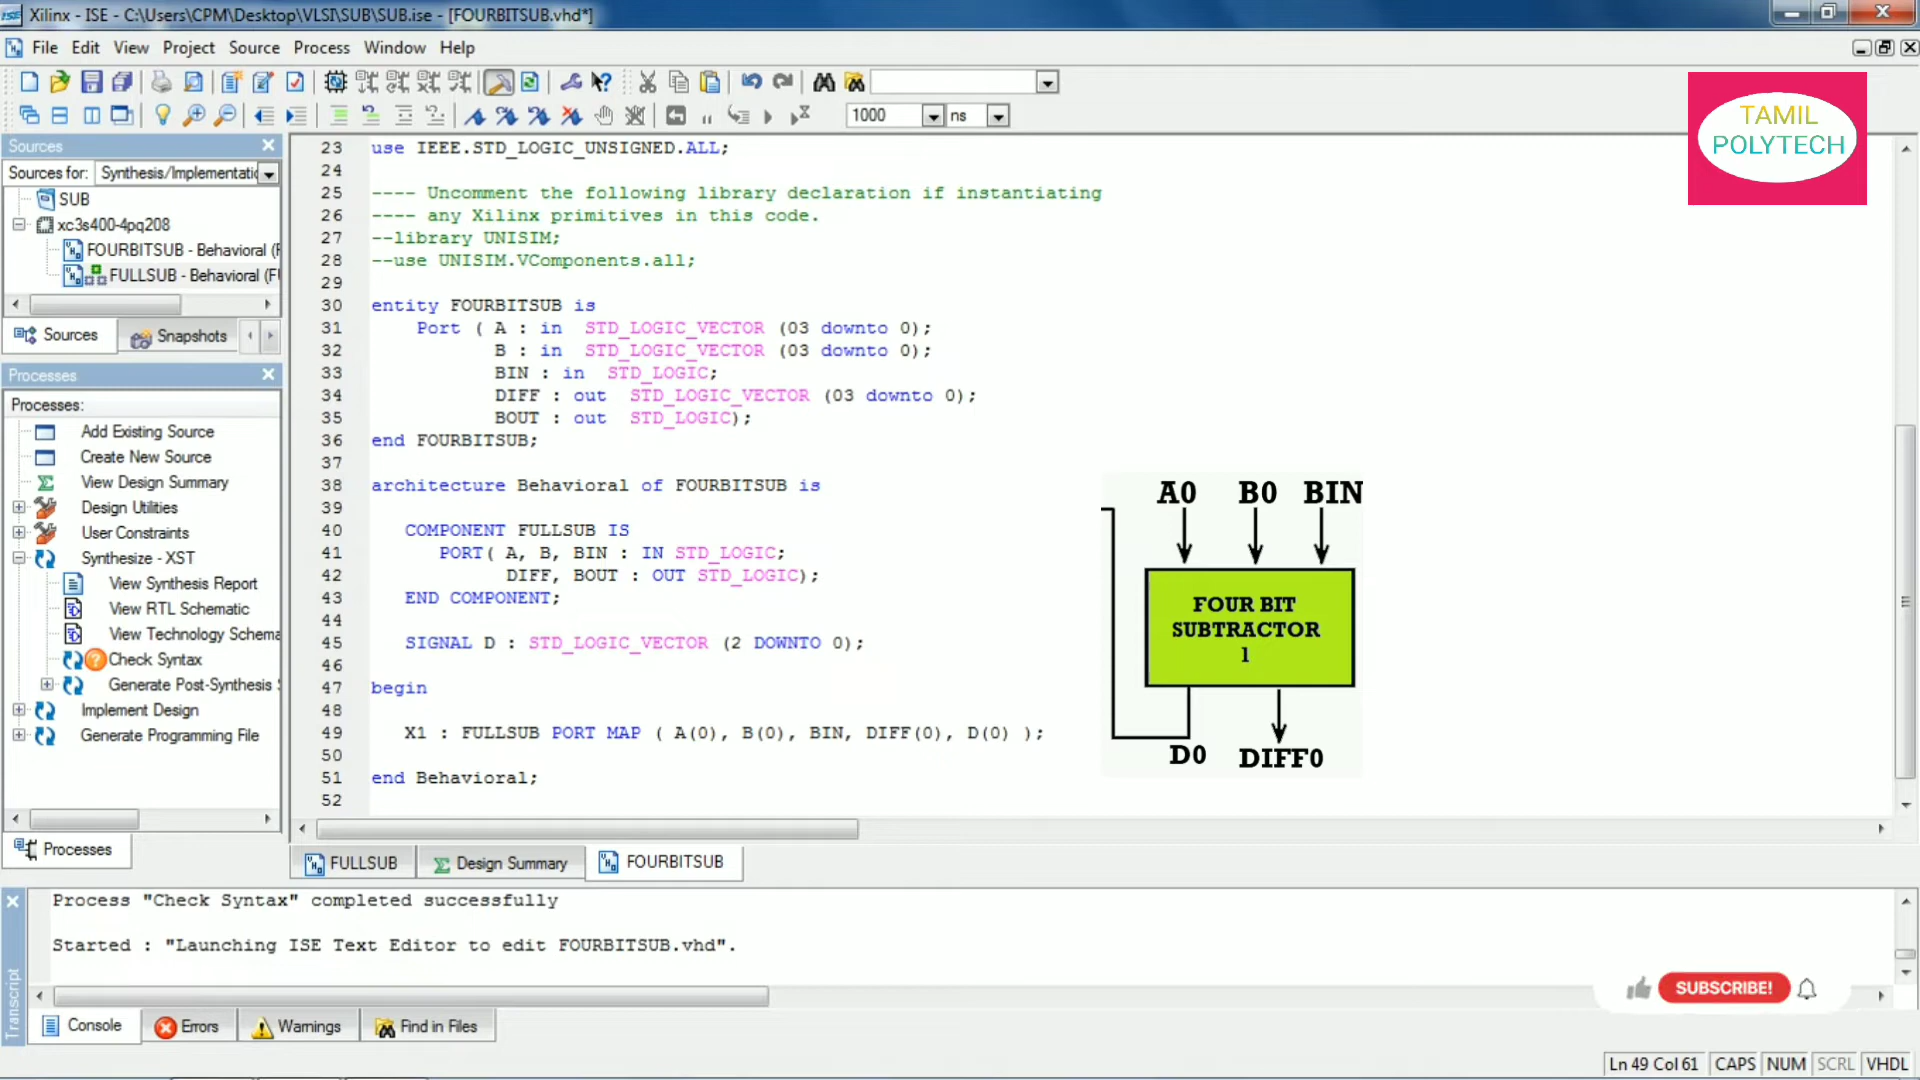 Xilinx - ISE - C:\Users\CPM\Desktop\VLSI\SUB\SUB.ise - [FOURBITSUB.vhd*]
File Edit View Project Source Process Window Help
1000 ns
TAMIL
POLYTECH
Sources
Sources for: Synthesis/Implementatic
SUB
xc3s400-4pq208
FOURBITSUB - Behavioral (F
FULLSUB - Behavioral (FU
Sources Snapshots
Processes
Processes:
Add Existing Source
Create New Source
View Design Summary
Design Utilities
User Constraints
Synthesize - XST
View Synthesis Report
View RTL Schematic
View Technology Schema
Check Syntax
Generate Post-Synthesis
Implement Design
Generate Programming File
Processes
23 use IEEE.STD_LOGIC_UNSIGNED.ALL;
24
25 ---- Uncomment the following library declaration if instantiating
26 ---- any Xilinx primitives in this code.
27 --library UNISIM;
28 --use UNISIM.VComponents.all;
29
30 entity FOURBITSUB is
31 Port ( A : in STD_LOGIC_VECTOR (03 downto 0);
32 B : in STD_LOGIC_VECTOR (03 downto 0);
33 BIN : in STD_LOGIC;
34 DIFF : out STD_LOGIC_VECTOR (03 downto 0);
35 BOUT : out STD_LOGIC);
36 end FOURBITSUB;
37
38 architecture Behavioral of FOURBITSUB is
39
40 COMPONENT FULLSUB IS
41 PORT( A, B, BIN : IN STD_LOGIC;
42 DIFF, BOUT : OUT STD_LOGIC);
43 END COMPONENT;
44
45 SIGNAL D : STD_LOGIC_VECTOR (2 DOWNTO 0);
46
47 begin
48
49 X1 : FULLSUB PORT MAP ( A(0), B(0), BIN, DIFF(0), D(0) );
50
51 end Behavioral;
52
A0 B0 BIN
FOUR BIT
SUBTRACTOR
1
D0 DIFF0
FULLSUB Design Summary FOURBITSUB
Process "Check Syntax" completed successfully
Started : "Launching ISE Text Editor to edit FOURBITSUB.vhd".
Transcript
SUBSCRIBE!
Console Errors Warnings Find in Files
Ln 49 Col 61 CAPS NUM SCRL VHDL